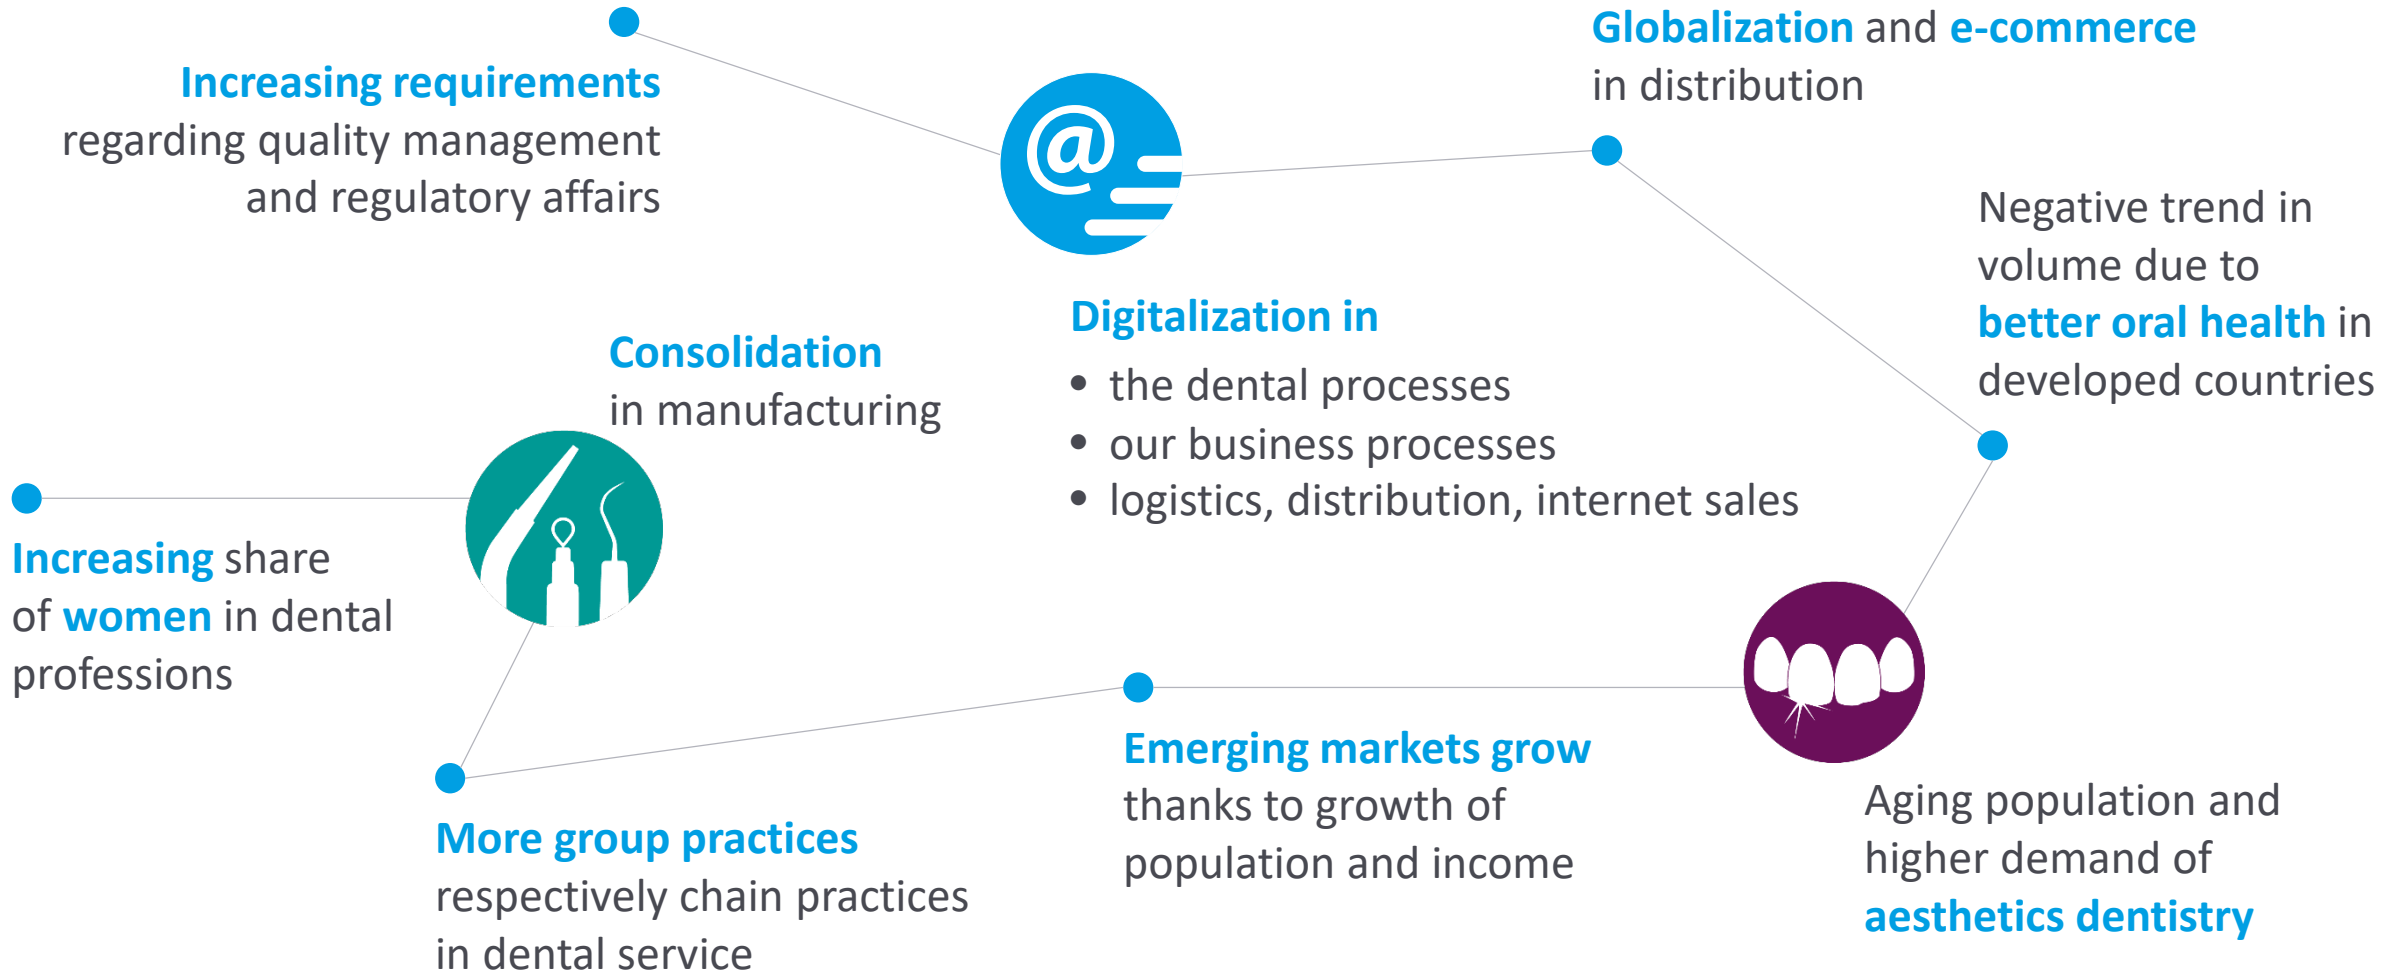 Increasing requirements
regarding quality management
and regulatory affairs
@
Digitalization in
• the dental processes
• our business processes
• logistics, distribution, internet sales
Globalization and e-commerce
in distribution
Negative trend in
volume due to
better oral health in
developed countries
Consolidation
in manufacturing
Increasing share
of women in dental
professions
More group practices
respectively chain practices
in dental service
Emerging markets grow
thanks to growth of
population and income
Aging population and
higher demand of
aesthetics dentistry